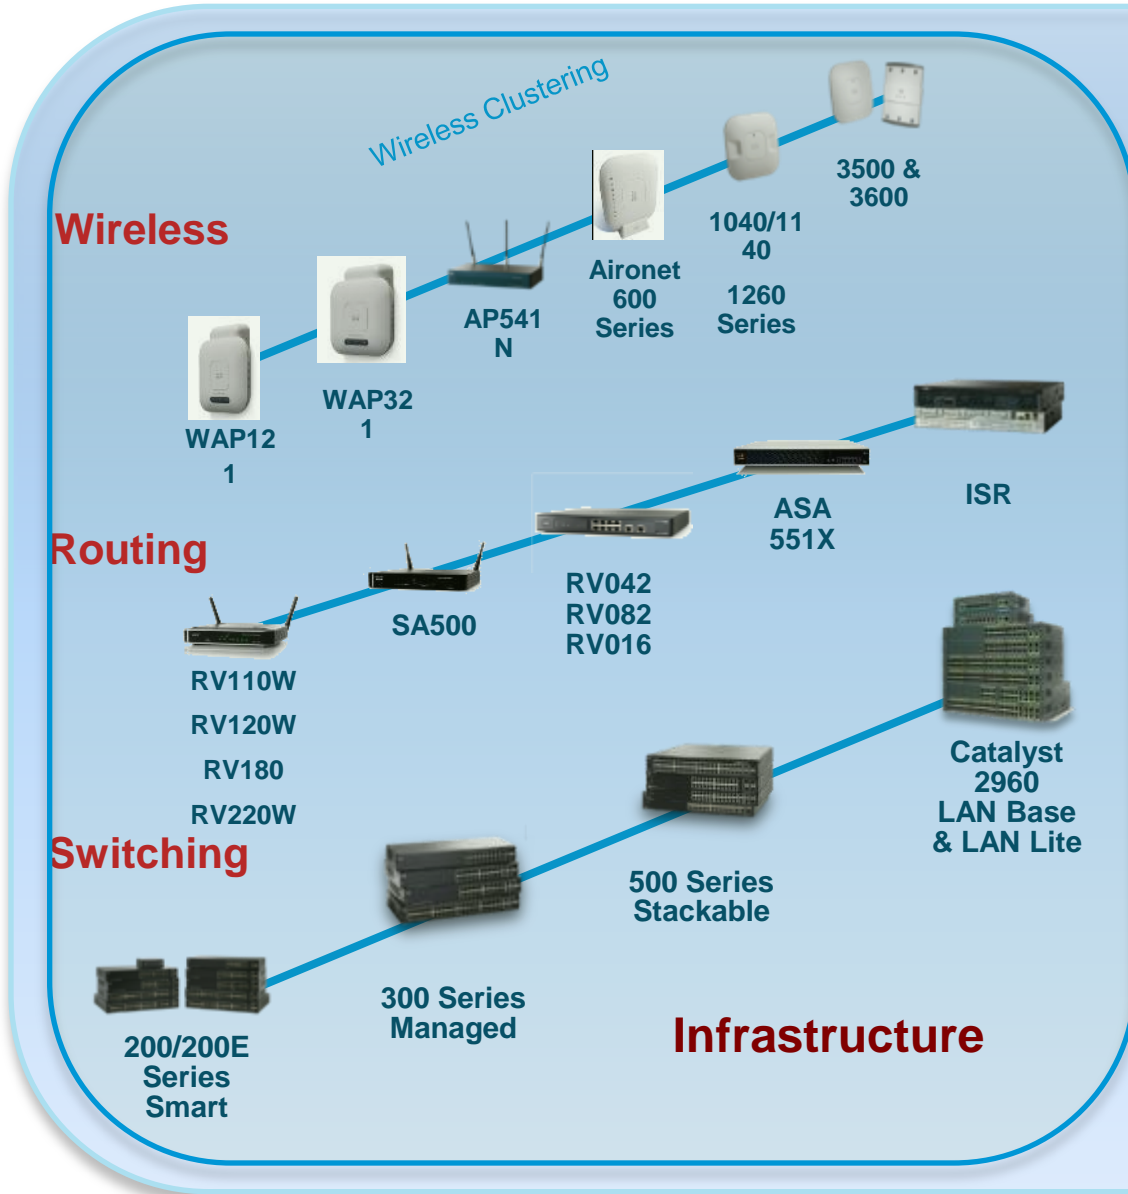 Wireless Clustering
Wireless
3500 &
3600
1040/11
40
1260
Series
Aironet
600
Series
AP541
N
WAP32
1
WAP12
1
Routing
ISR
ASA
551X
RV042
RV082
RV016
SA500
RV110W
RV120W
RV180
RV220W
Switching
Catalyst
2960
LAN Base
& LAN Lite
500 Series
Stackable
300 Series
Managed
200/200E
Series
Smart
Infrastructure